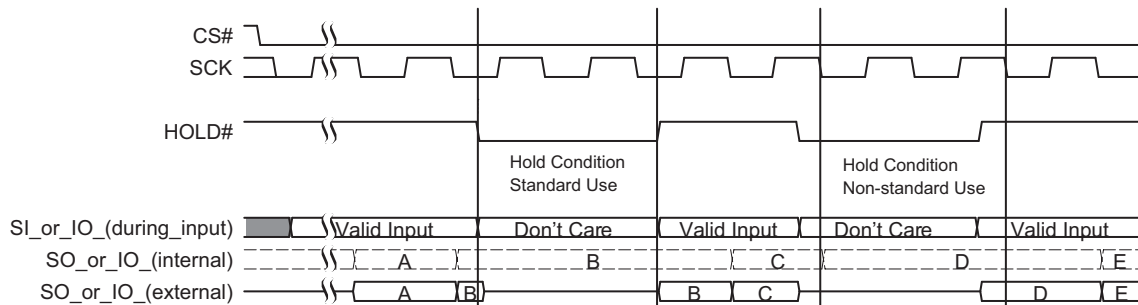 CS#
SCK
HOLD#
Hold Condition
Standard Use
Hold Condition
Non-standard Use
SI_or_IO_(during_input) Valid Input Don't Care Valid Input Don't Care Valid Input
SO_or_IO_(internal) A B C D E
SO_or_IO_(external) A B B C D E